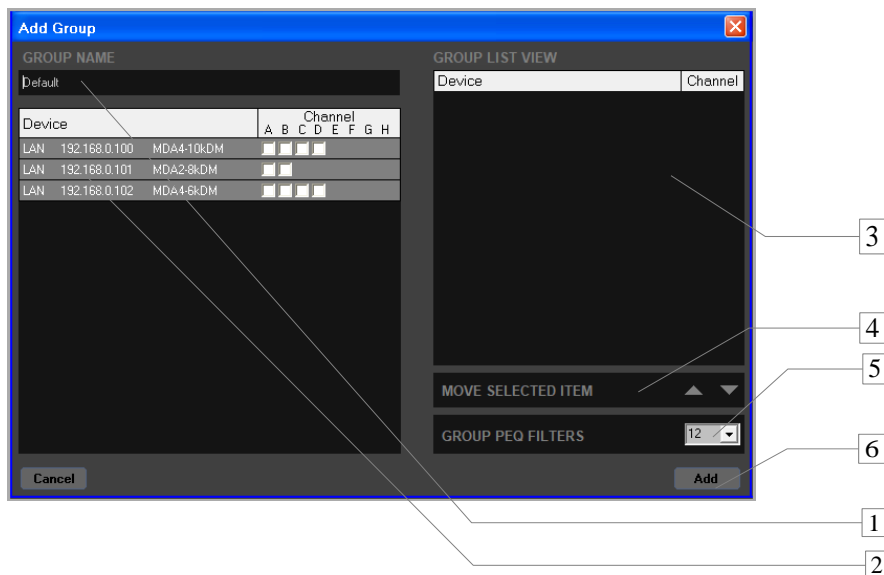 Add Group
GROUP NAME
Default
Device Channel
A B C D E F G H
LAN 192.168.0.100 MDA4-10kDM
LAN 192.168.0.101 MDA2-8kDM
LAN 192.168.0.102 MDA4-6kDM
Cancel
GROUP LIST VIEW
Device Channel
MOVE SELECTED ITEM
GROUP PEQ FILTERS 12
Add
3
4
5
6
1
2